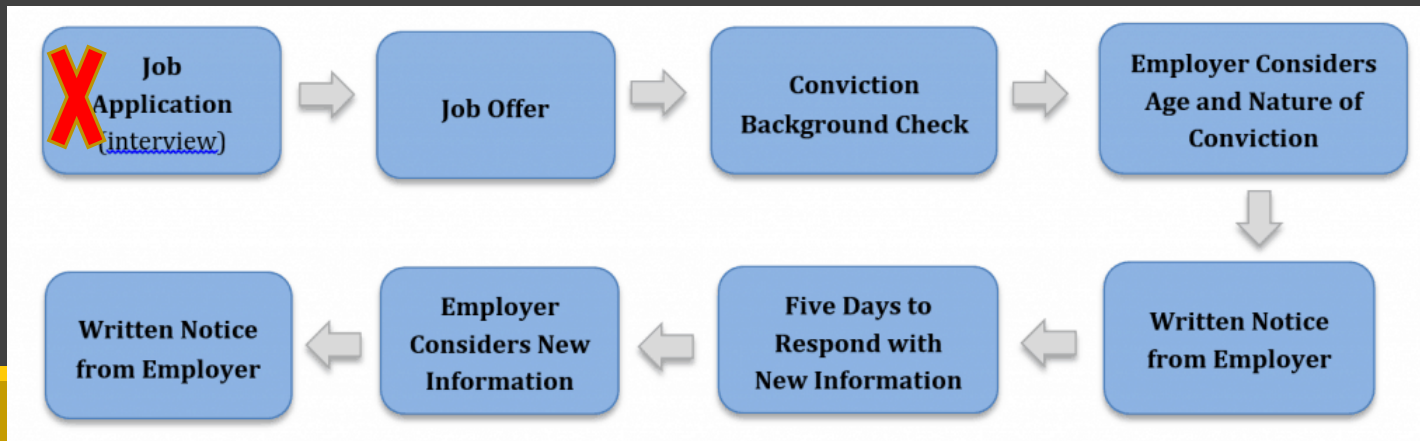 Job
Application
(interview)
Job Offer
Conviction
Background Check
Employer Considers
Age and Nature of
Conviction
Written Notice
from Employer
Five Days to
Respond with
New Information
Employer
Considers New
Information
Written Notice
from Employer